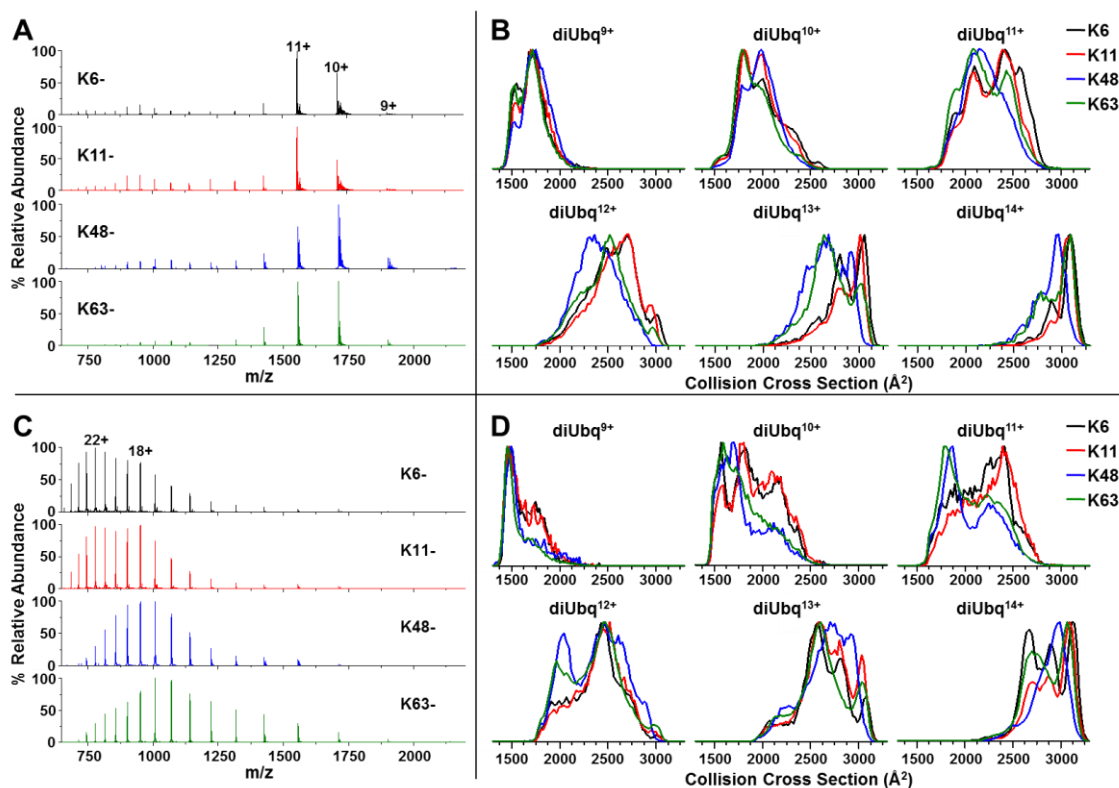 A
% Relative Abundance
100
50
0
K6-
11+
10+
9+
100
50
0
K11-
100
50
0
K48-
100
50
0
K63-
750 1000 1250 1500 1750 2000
m/z
B
diUbq9+ diUbq10+ diUbq11+
K6
K11
K48
K63
1500 2000 2500 3000 1500 2000 2500 3000 1500 2000 2500 3000
diUbq12+ diUbq13+ diUbq14+
1500 2000 2500 3000 1500 2000 2500 3000 1500 2000 2500 3000
Collision Cross Section (Å2)
C
% Relative Abundance
22+
18+
100
50
0
K6-
100
50
0
K11-
100
50
0
K48-
100
50
0
K63-
750 1000 1250 1500 1750 2000
m/z
D
diUbq9+ diUbq10+ diUbq11+
K6
K11
K48
K63
1500 2000 2500 3000 1500 2000 2500 3000 1500 2000 2500 3000
diUbq12+ diUbq13+ diUbq14+
1500 2000 2500 3000 1500 2000 2500 3000 1500 2000 2500 3000
Collision Cross Section (Å2)